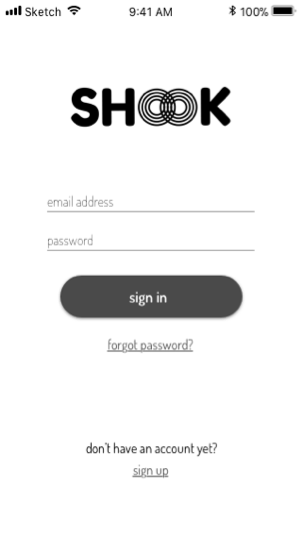 Sketch 9:41 AM 100%
SHOOK
email address
password
sign in
forgot password?
don't have an account yet?
sign up